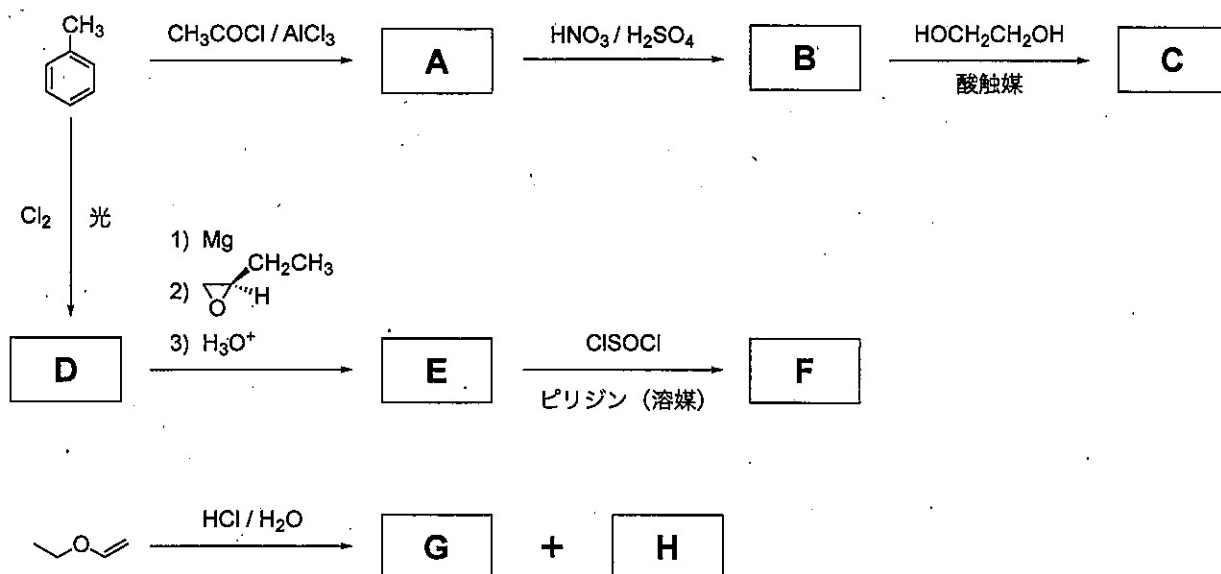 CH₃
CH₃COCl / AlCl₃
A
HNO₃ / H₂SO₄
B
HOCH₂CH₂OH
酸触媒
C
Cl₂
光
1) Mg
2) O CH₂CH₃ H
3) H₃O⁺
D
E
ClSOCl
ピリジン（溶媒）
F
O
HCl / H₂O
G
+
H